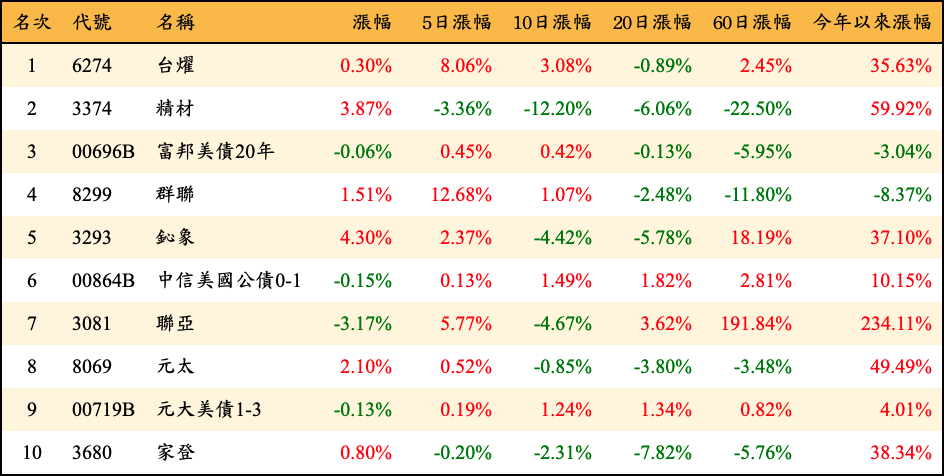 名次 代號 名稱 漲幅 5日漲幅 10日漲幅 20日漲幅 60日漲幅 今年以來漲幅
1 6274 台燿 0.30% 8.06% 3.08% -0.89% 2.45% 35.63%
2 3374 精材 3.87% -3.36% -12.20% -6.06% -22.50% 59.92%
3 00696B 富邦美債20年 -0.06% 0.45% 0.42% -0.13% -5.95% -3.04%
4 8299 群聯 1.51% 12.68% 1.07% -2.48% -11.80% -8.37%
5 3293 鈊象 4.30% 2.37% -4.42% -5.78% 18.19% 37.10%
6 00864B 中信美國公債0-1 -0.15% 0.13% 1.49% 1.82% 2.81% 10.15%
7 3081 聯亞 -3.17% 5.77% -4.67% 3.62% 191.84% 234.11%
8 8069 元太 2.10% 0.52% -0.85% -3.80% -3.48% 49.49%
9 00719B 元大美債1-3 -0.13% 0.19% 1.24% 1.34% 0.82% 4.01%
10 3680 家登 0.80% -0.20% -2.31% -7.82% -5.76% 38.34%